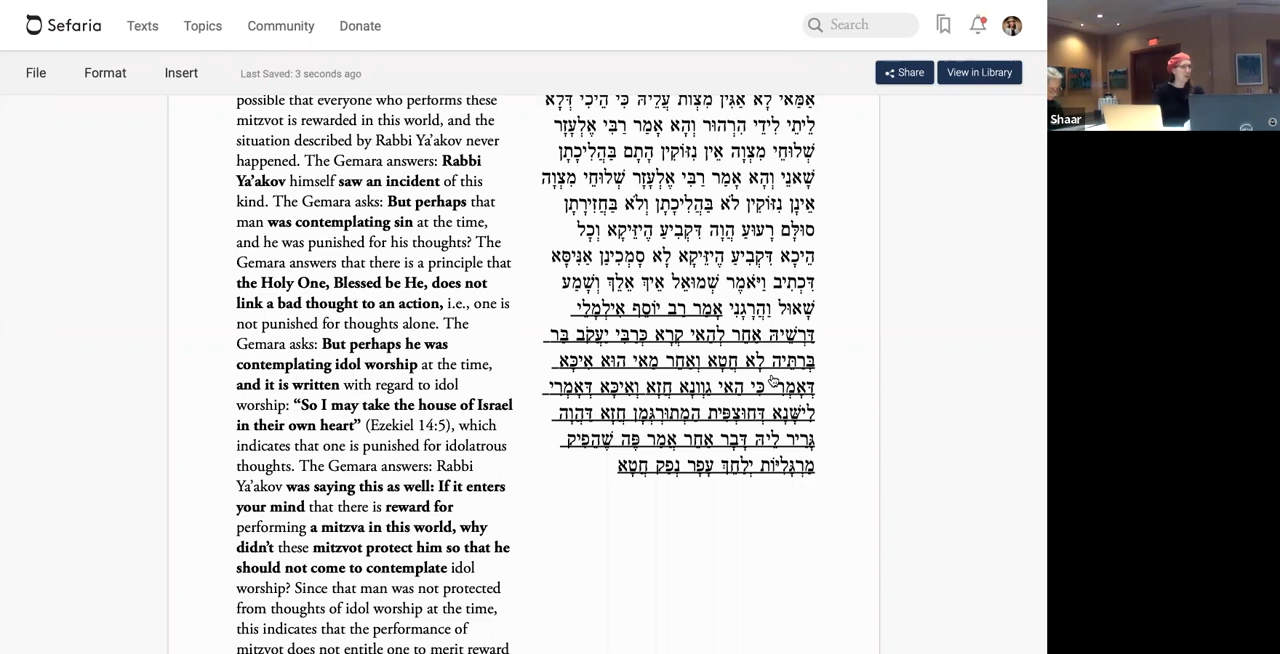 Sefaria
Texts
Topics
Community
Donate
Search
File
Format
Insert
Last Saved: 3 seconds ago
Share
View in Library
possible that everyone who performs these
mitzvot is rewarded in this world, and the
situation described by Rabbi Ya’akov never
happened. The Gemara answers: Rabbi
Ya’akov himself saw an incident of this
kind. The Gemara asks: But perhaps that
man was contemplating sin at the time,
and he was punished for his thoughts? The
Gemara answers that there is a principle that
the Holy One, Blessed be He, does not
link a bad thought to an action, i.e., one is
not punished for thoughts alone. The
Gemara asks: But perhaps he was
contemplating idol worship at the time,
and it is written with regard to idol
worship: “So I may take the house of Israel
in their own heart” (Ezekiel 14:5), which
indicates that one is punished for idolatrous
thoughts. The Gemara answers: Rabbi
Ya’akov was saying this as well: If it enters
your mind that there is reward for
performing a mitzva in this world, why
didn’t these mitzvot protect him so that he
should not come to contemplate idol
worship? Since that man was not protected
from thoughts of idol worship at the time,
this indicates that the performance of
mitzvot does not entitle one to merit reward
אַמַּאי לָא אַגִּין מִצְוֹת עֲלֵיהּ כִּי הֵיכִי דְּלָא
לֵיתֵי לִידֵי הִרְהוּר וְהָא אָמַר רַבִּי אֶלְעָזָר
שְׁלוּחֵי מִצְוָה אֵין נִזּוֹקִין הָתָם בַּהֲלִיכָתָן
שָׁאנֵי וְהָא אָמַר רַבִּי אֶלְעָזָר שְׁלוּחֵי מִצְוָה
אֵינָן נִזּוֹקִין לֹא בַּהֲלִיכָתָן וְלֹא בַּחֲזִירָתָן
סוּלָּם רָעוּעַ הֲוָה דִּקְבִיעַ הֶיזֵּיקָא וְכׇל
הֵיכָא דִּקְבִיעַ הֶיזֵּיקָא לָא סָמְכִינַן אַנִּיסָּא
דִּכְתִיב וַיֹּאמֶר שְׁמוּאֵל אֵיךְ אֵלֵךְ וְשָׁמַע
שָׁאוּל וַהֲרָגָנִי אָמַר רַב יוֹסֵף אִילְמָלֵי
דַּרְשֵׁיהּ אַחֵר לְהַאי קְרָא כְּרַבִּי יַעֲקֹב בַּר
בְּרַתֵּיהּ לָא חֲטָא וְאַחֵר מַאי הוּא אִיכָּא
דְּאָמְרִי כִּי הַאי גַוְונָא חֲזָא וְאִיכָּא דְּאָמְרִי
לִישָּׁנָא דְּחוּצְפִּית הַמְתוּרְגְּמָן חֲזָא דַּהֲוָה
גָּרֵיר לֵיהּ דָּבָר אַחֵר אֲמַר פֶּה שֶׁהֵפִיק
מַרְגָּלִיּוֹת יְלַחֵךְ עָפָר נְפַק חֲטָא
Shaar